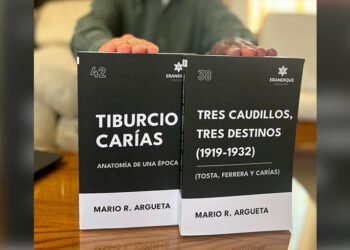 42
ERANDIQUE
TIBURCIO
CARÍAS
ANATOMÍA DE UNA ÉPOCA
MARIO R. ARGUETA
38
ERANDIQUE
TRES CAUDILLOS,
TRES DESTINOS
(1919-1932)
(TOSTA, FERRERA Y CARÍAS)
MARIO R. ARGUETA